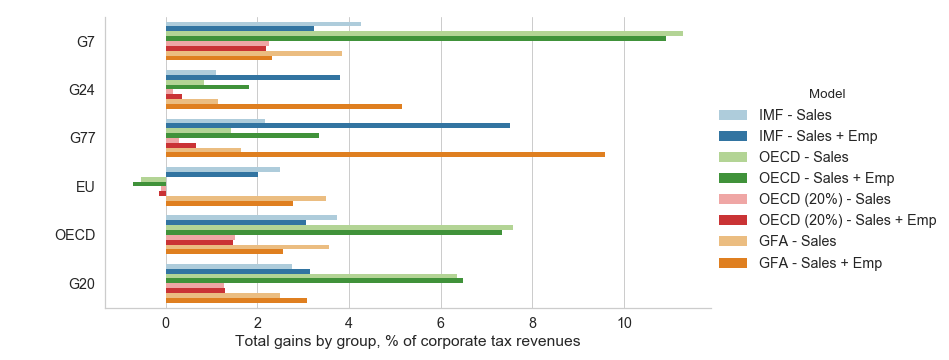 G7
G24
G77
EU
OECD
G20
0 2 4 6 8 10
Total gains by group, % of corporate tax revenues
Model
IMF - Sales
IMF - Sales + Emp
OECD - Sales
OECD - Sales + Emp
OECD (20%) - Sales
OECD (20%) - Sales + Emp
GFA - Sales
GFA - Sales + Emp